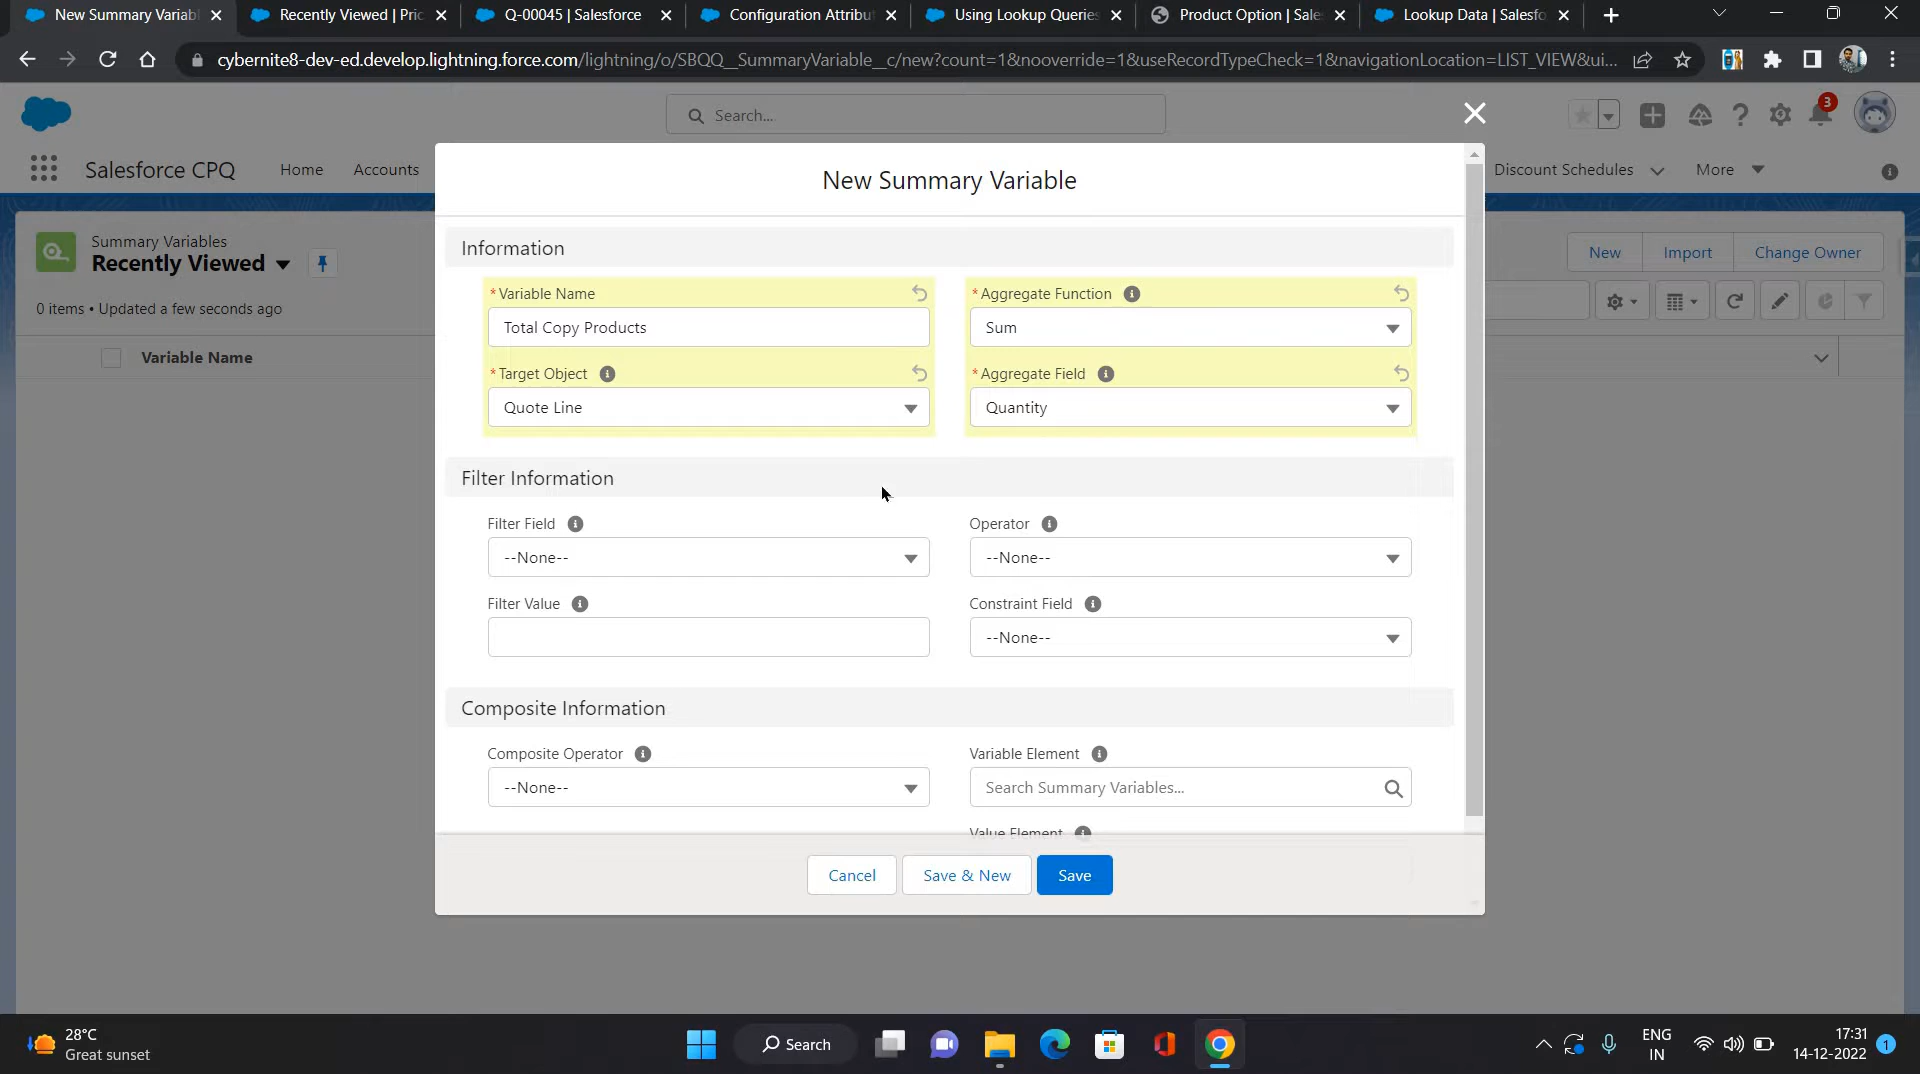 New Summary Variabl
Recently Viewed | Pric
Q-00045 | Salesforce
Configuration Attribut
Using Lookup Queries
Product Option | Sale
Lookup Data | Salesfo
cybernite8-dev-ed.develop.lightning.force.com/lightning/o/SBQQ__SummaryVariable__c/new?count=1&nooverride=1&useRecordTypeCheck=1&navigationLocation=LIST_VIEW&ui...
Search...
3
Salesforce CPQ
Home
Accounts
Discount Schedules
More
New Summary Variable
Summary Variables
Recently Viewed
New
Import
Change Owner
0 items • Updated a few seconds ago
Variable Name
Information
*Variable Name
*Aggregate Function
Total Copy Products
Sum
*Target Object
*Aggregate Field
Quote Line
Quantity
Filter Information
Filter Field
Operator
--None--
--None--
Filter Value
Constraint Field
--None--
Composite Information
Composite Operator
Variable Element
--None--
Search Summary Variables...
Value Element
Cancel
Save & New
Save
28°C
Great sunset
Search
ENG
IN
17:31
14-12-2022
1